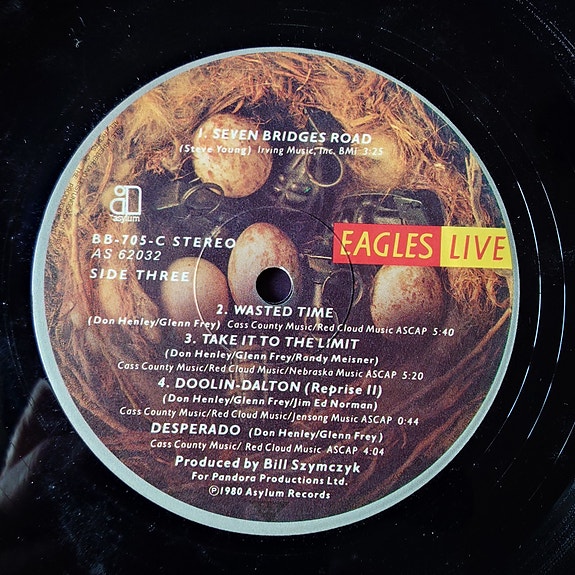 1. SEVEN BRIDGES ROAD
(Steve Young) Irving Music, Inc. BMI 3:25
asylum
BB-705-C STEREO
AS 62032
SIDE THREE
EAGLES LIVE
2. WASTED TIME
(Don Henley/Glenn Frey) Cass County Music/Red Cloud Music ASCAP 5:40
3. TAKE IT TO THE LIMIT
(Don Henley/Glenn Frey/Randy Meisner)
Cass County Music/Red Cloud Music/Nebraska Music ASCAP 5:20
4. DOOLIN-DALTON (Reprise II)
(Don Henley/Glenn Frey/Jim Ed Norman)
Cass County Music/Red Cloud Music/Jensong Music ASCAP 0:44
DESPERADO (Don Henley/Glenn Frey)
Cass County Music/ Red Cloud Music ASCAP 4:04
Produced by Bill Szymczyk
For Pandora Productions Ltd.
℗1980 Asylum Records